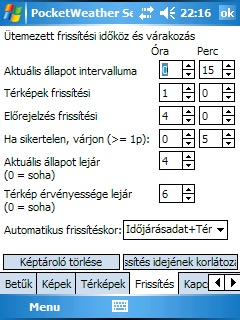 PocketWeather Se 22:16 ok
Ütemezett frissítési időköz és várakozás
Óra Perc
Aktuális állapot intervalluma 0 15
Térképek frissítési 1 0
Előrejelzés frissítési 4 0
Ha sikertelen, várjon (>= 1p): 0 5
Aktuális állapot lejár 4
(0 = soha)
Térkép érvényessége lejár 6
(0 = soha)
Automatikus frissítéskor: Időjárásadat+Tér
Képtároló törlése ssítés idejének korlátoza
Betűk Képek Térképek Frissítés Kapc
Menu